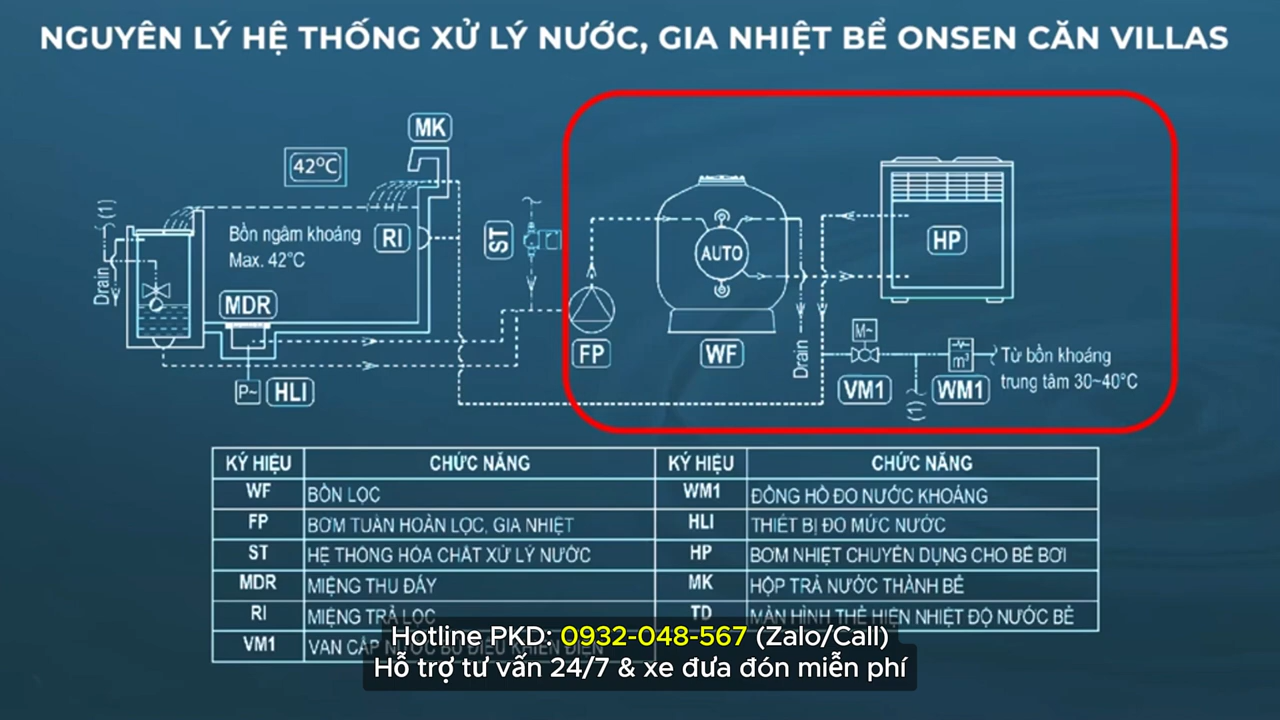 NGUYÊN LÝ HỆ THỐNG XỬ LÝ NƯỚC, GIA NHIỆT BỂ ONSEN CĂN VILLAS
MK
42°C
(1)
Bồn ngâm khoáng
Max. 42°C
RI
ST
AUTO
HP
Drain
MDR
FP
WF
Drain
M~
VM1
m³
WM1
Từ bồn khoáng
trung tâm 30~40°C
(1)
P~
HLI
KÝ HIỆU CHỨC NĂNG KÝ HIỆU CHỨC NĂNG
WF BỒN LỌC WM1 ĐỒNG HỒ ĐO NƯỚC KHOÁNG
FP BƠM TUẦN HOÀN LỌC, GIA NHIỆT HLI THIẾT BỊ ĐO MỨC NƯỚC
ST HỆ THỐNG HÓA CHẤT XỬ LÝ NƯỚC HP BƠM NHIỆT CHUYÊN DỤNG CHO BỂ BƠI
MDR MIỆNG THU ĐÁY MK HỘP TRẢ NƯỚC THÀNH BỂ
RI MIỆNG TRẢ LỌC TD MÀN HÌNH THỂ HIỆN NHIỆT ĐỘ NƯỚC BỂ
VM1 VAN CẤP NƯỚC BÙ ĐIỀU KHIỂN ĐIỆN
Hotline PKD: 0932-048-567 (Zalo/Call)
Hỗ trợ tư vấn 24/7 & xe đưa đón miễn phí